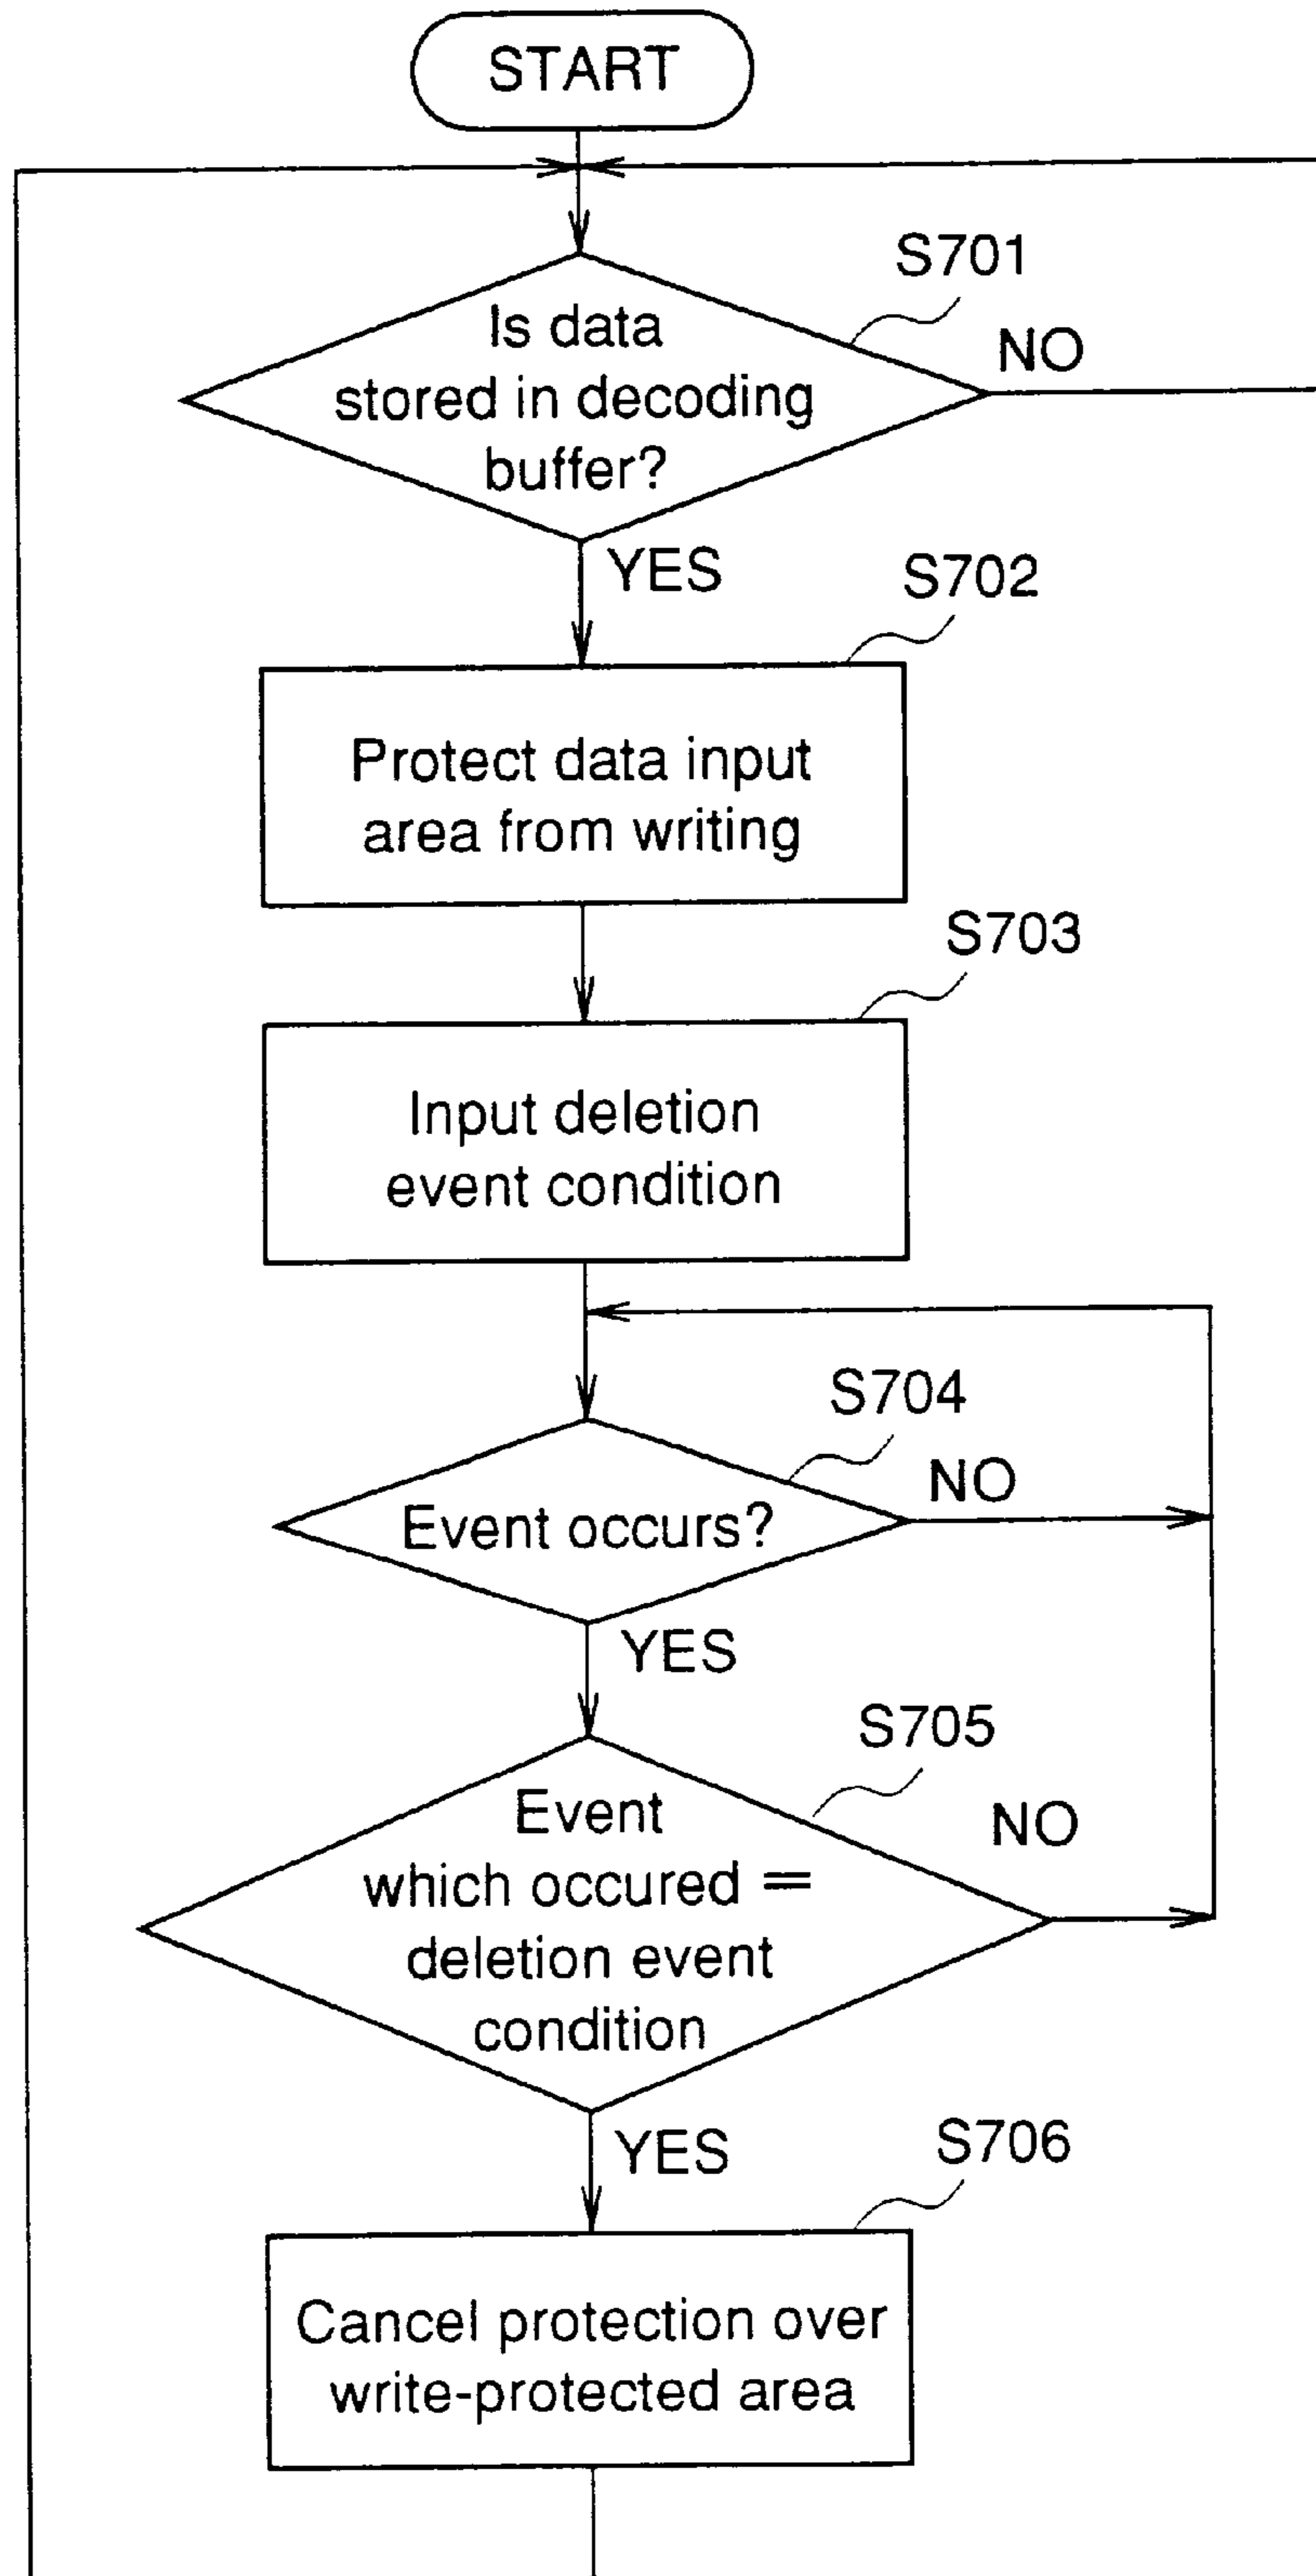 START
S701
Is data
stored in decoding
buffer?
NO
YES
S702
Protect data input
area from writing
S703
Input deletion
event condition
S704
Event occurs?
NO
YES
S705
Event
which occured =
deletion event
condition
NO
YES
S706
Cancel protection over
write-protected area